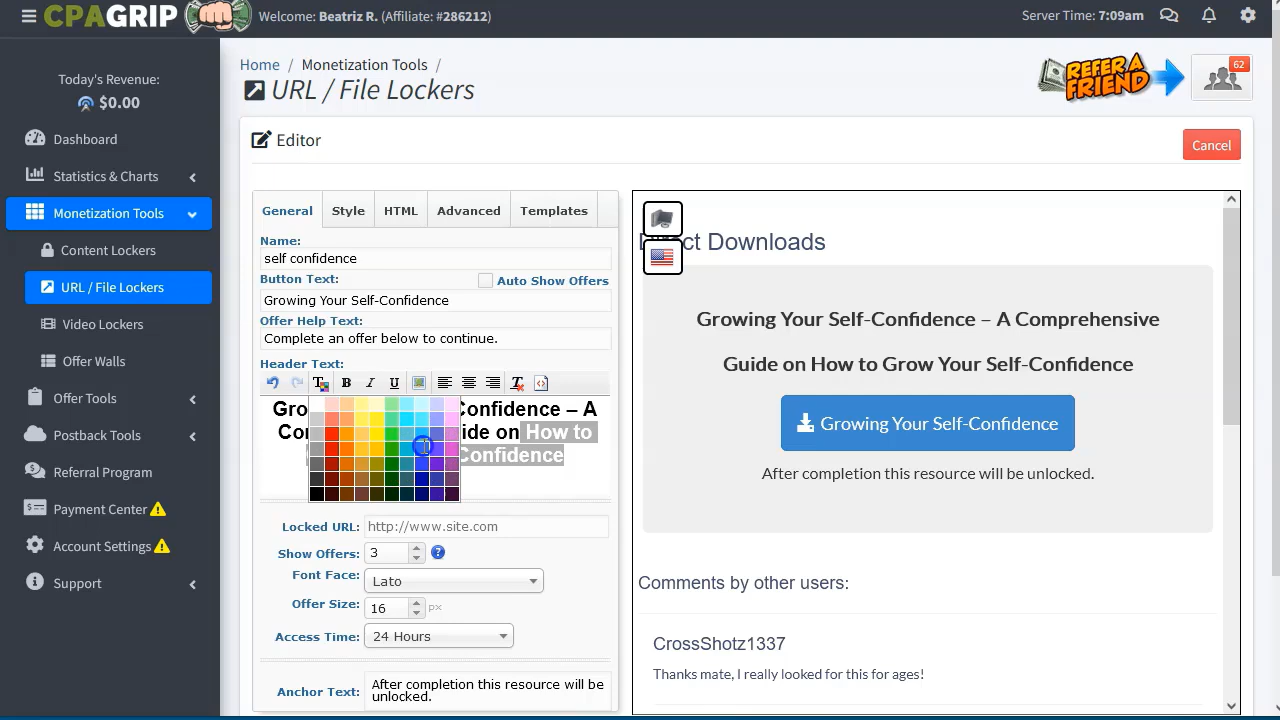 CPAGRIP
Welcome: Beatriz R. (Affiliate: #286212)
Server Time: 7:09am
Today's Revenue:
$0.00
Dashboard
Statistics & Charts
Monetization Tools
Content Lockers
URL / File Lockers
Video Lockers
Offer Walls
Offer Tools
Postback Tools
Referral Program
Payment Center
Account Settings
Support
Home / Monetization Tools /
URL / File Lockers
REFER A
FRIEND
62
Editor
Cancel
General
Style
HTML
Advanced
Templates
Name:
self confidence
Button Text:
Auto Show Offers
Growing Your Self-Confidence
Offer Help Text:
Complete an offer below to continue.
Header Text:
T
B
I
U
T
Gro Confidence – A
Co ide on How to
Confidence
Locked URL: http://www.site.com
Show Offers: 3
Font Face: Lato
Offer Size: 16 px
Access Time: 24 Hours
Anchor Text: After completion this resource will be
unlocked.
ct Downloads
Growing Your Self-Confidence – A Comprehensive
Guide on How to Grow Your Self-Confidence
Growing Your Self-Confidence
After completion this resource will be unlocked.
Comments by other users:
CrossShotz1337
Thanks mate, I really looked for this for ages!